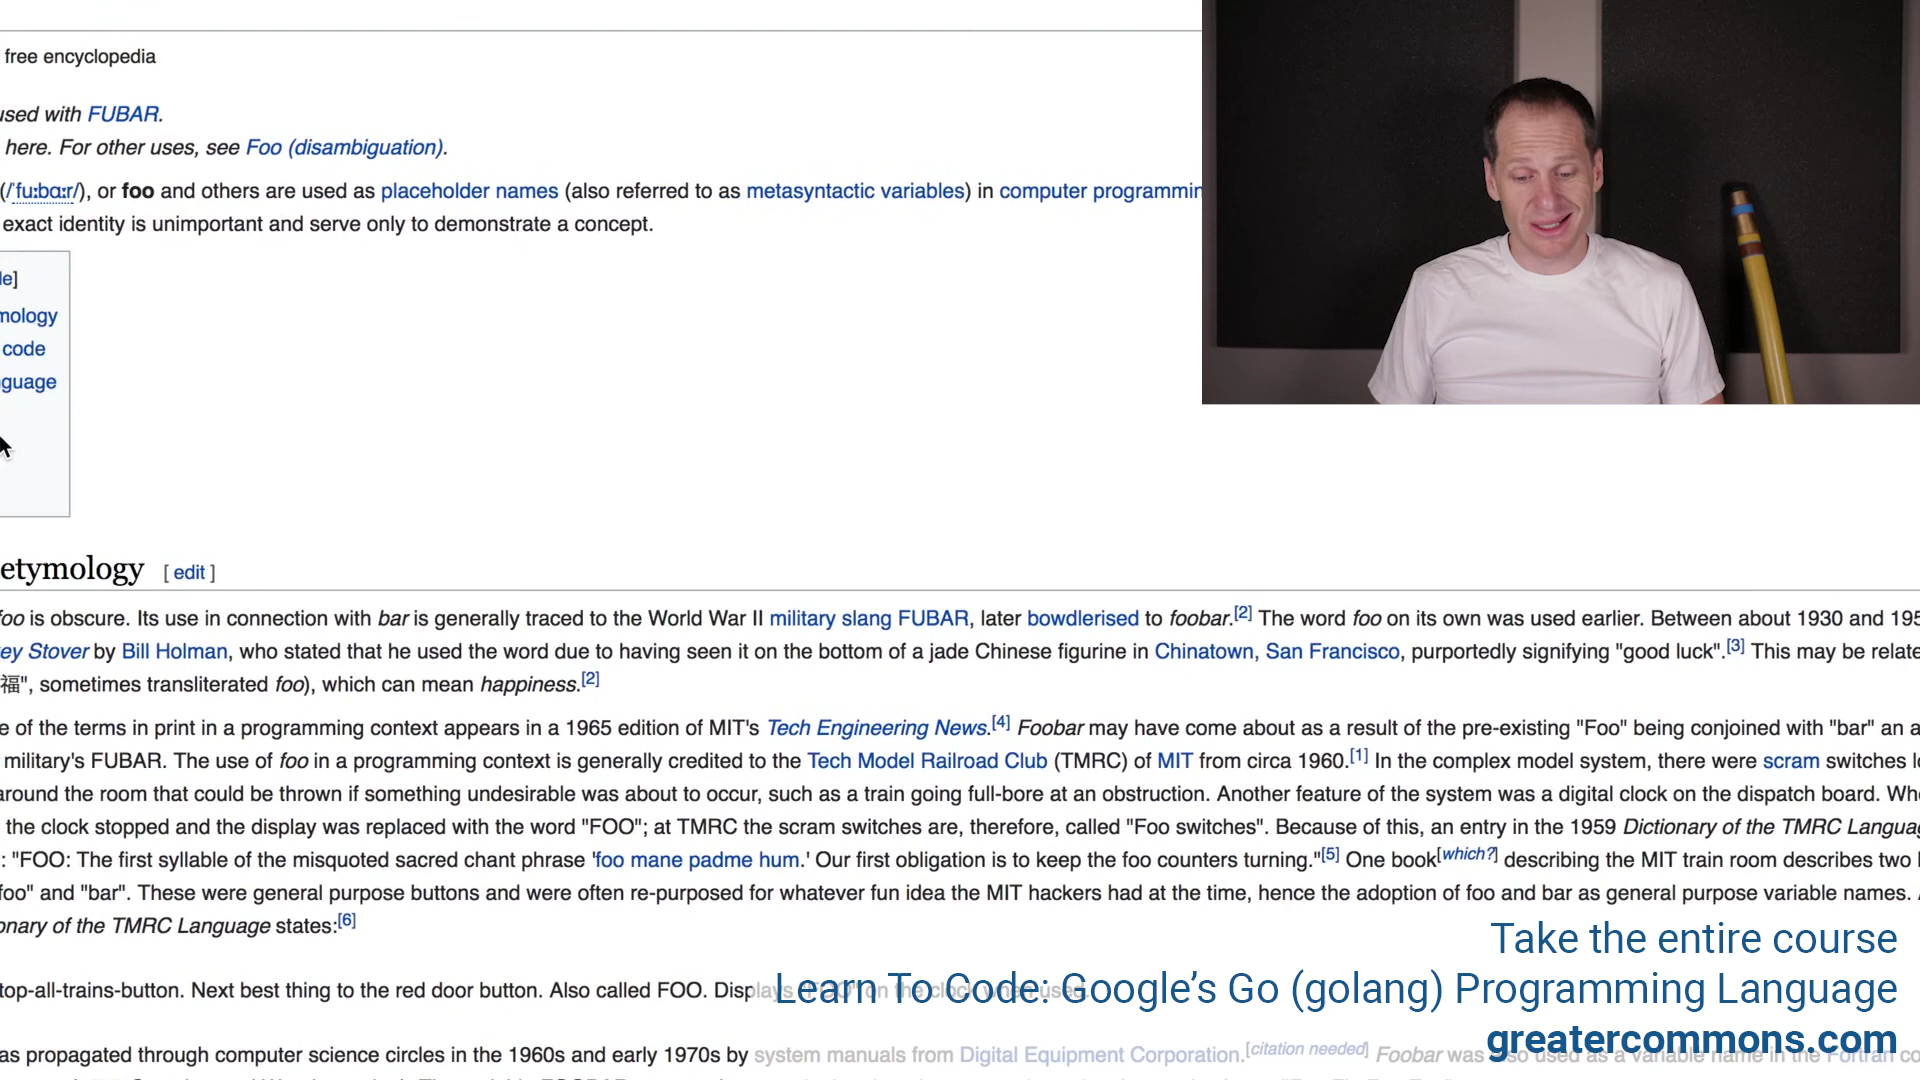 free encyclopedia
used with FUBAR.
here. For other uses, see Foo (disambiguation).
(/ˈfuːbɑːr/), or foo and others are used as placeholder names (also referred to as metasyntactic variables) in computer programmin
exact identity is unimportant and serve only to demonstrate a concept.
le]
mology
code
guage
etymology [ edit ]
foo is obscure. Its use in connection with bar is generally traced to the World War II military slang FUBAR, later bowdlerised to foobar.[2] The word foo on its own was used earlier. Between about 1930 and 195
ey Stover by Bill Holman, who stated that he used the word due to having seen it on the bottom of a jade Chinese figurine in Chinatown, San Francisco, purportedly signifying "good luck".[3] This may be relate
福", sometimes transliterated foo), which can mean happiness.[2]
e of the terms in print in a programming context appears in a 1965 edition of MIT's Tech Engineering News.[4] Foobar may have come about as a result of the pre-existing "Foo" being conjoined with "bar" an a
military's FUBAR. The use of foo in a programming context is generally credited to the Tech Model Railroad Club (TMRC) of MIT from circa 1960.[1] In the complex model system, there were scram switches l
around the room that could be thrown if something undesirable was about to occur, such as a train going full-bore at an obstruction. Another feature of the system was a digital clock on the dispatch board. Whe
the clock stopped and the display was replaced with the word "FOO"; at TMRC the scram switches are, therefore, called "Foo switches". Because of this, an entry in the 1959 Dictionary of the TMRC Langua
: "FOO: The first syllable of the misquoted sacred chant phrase 'foo mane padme hum.' Our first obligation is to keep the foo counters turning."[5] One book[which?] describing the MIT train room describes two
foo" and "bar". These were general purpose buttons and were often re-purposed for whatever fun idea the MIT hackers had at the time, hence the adoption of foo and bar as general purpose variable names.
onary of the TMRC Language states:[6]
Take the entire course
top-all-trains-button. Next best thing to the red door button. Also called FOO. Displays "FOO" on the clock when used.
Learn To Code: Google's Go (golang) Programming Language
greatercommons.com
as propagated through computer science circles in the 1960s and early 1970s by system manuals from Digital Equipment Corporation.[citation needed] Foobar was also used as a variable name in the Fortran co